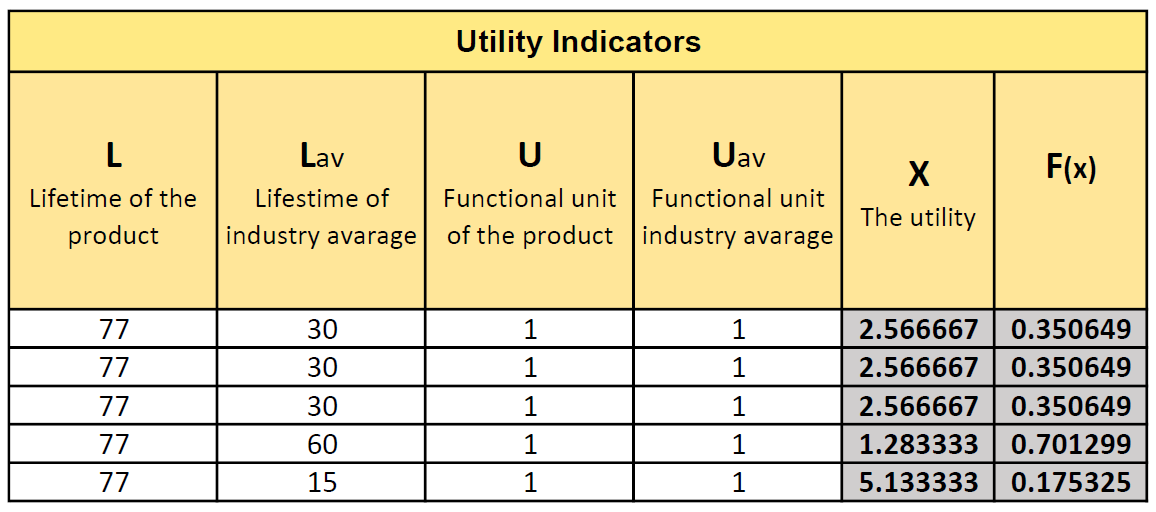 Utility Indicators
L
Lifetime of the
product
Lav
Lifestime of
industry avarage
U
Functional unit
of the product
Uav
Functional unit
industry avarage
X
The utility
F(x)
77 30 1 1 2.566667 0.350649
77 30 1 1 2.566667 0.350649
77 30 1 1 2.566667 0.350649
77 60 1 1 1.283333 0.701299
77 15 1 1 5.133333 0.175325